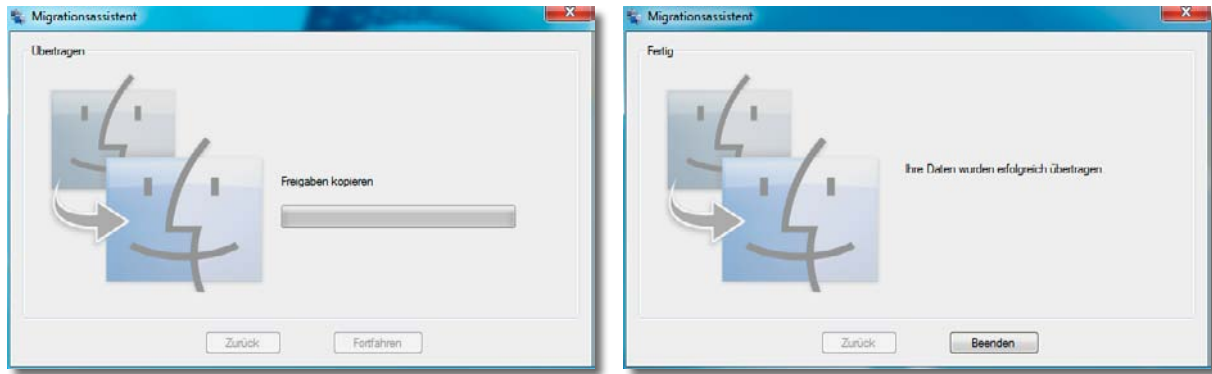 Migrationsassistent
Übertragen
Freigaben kopieren
Zurück
Fortfahren
Migrationsassistent
Fertig
Ihre Daten wurden erfolgreich übertragen.
Zurück
Beenden